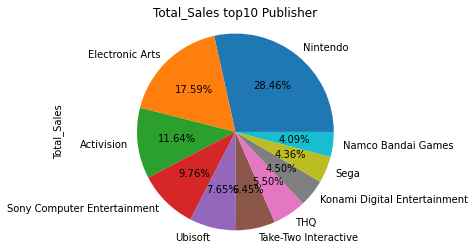 Total_Sales top10 Publisher
Total_Sales
Nintendo
28.46%
Electronic Arts
17.59%
Activision
11.64%
Sony Computer Entertainment
9.76%
Ubisoft
7.65%
Take-Two Interactive
6.45%
THQ
5.50%
Konami Digital Entertainment
4.50%
Sega
4.36%
Namco Bandai Games
4.09%